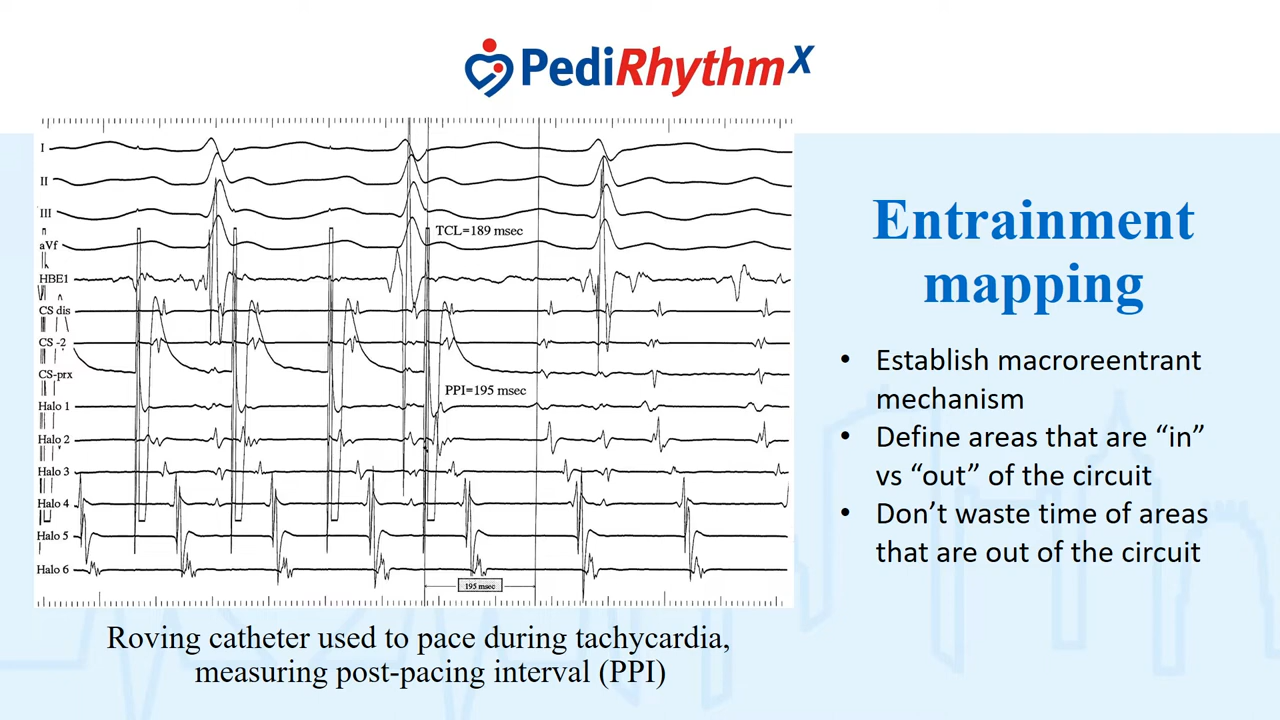 PediRhythmX
I
II
III
aVf
HBE1
CS dis
CS -2
CS-prx
Halo 1
Halo 2
Halo 3
Halo 4
Halo 5
Halo 6
TCL=189 msec
PPI=195 msec
195 msec
Roving catheter used to pace during tachycardia,
measuring post-pacing interval (PPI)
Entrainment
mapping
• Establish macroreentrant
mechanism
• Define areas that are “in”
vs “out” of the circuit
• Don’t waste time of areas
that are out of the circuit